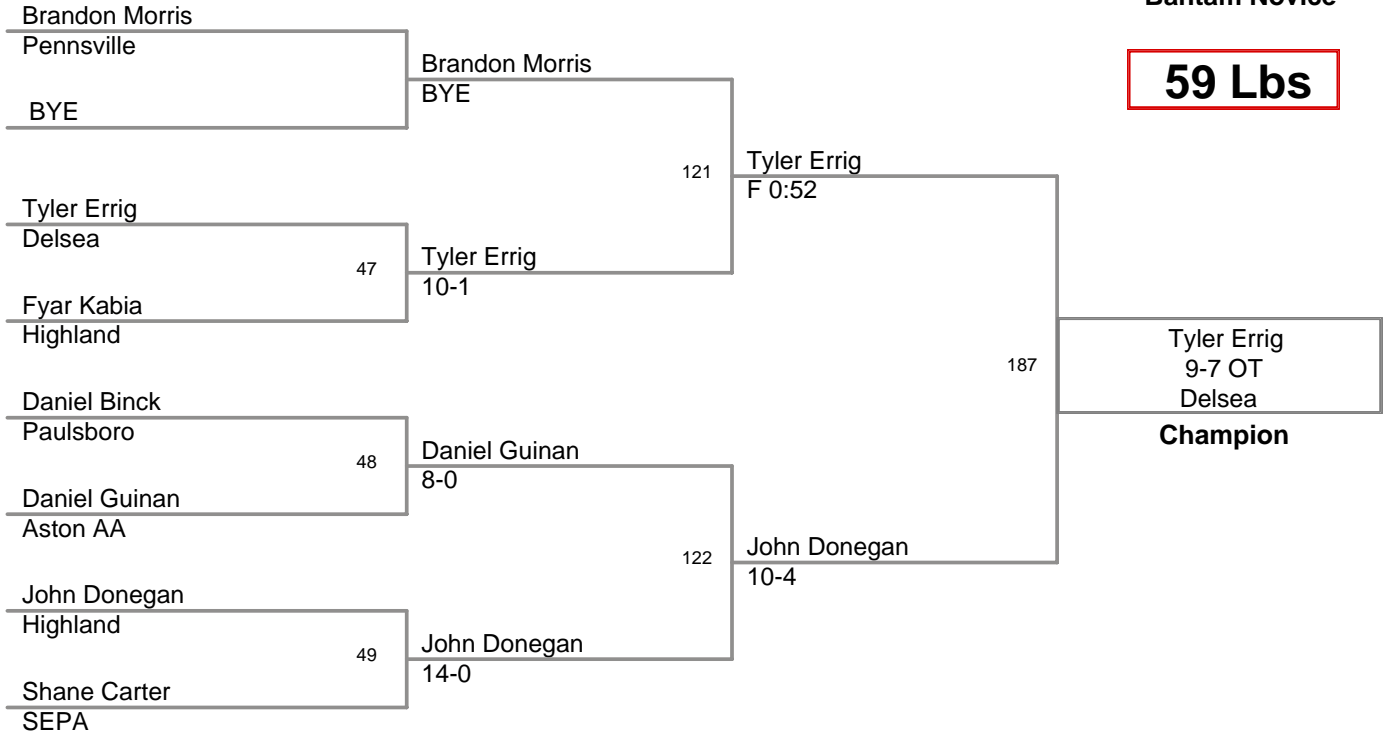 Bantam Novice
59 Lbs
Brandon Morris
Pennsville
BYE
Tyler Errig
Delsea
47
Fyar Kabia
Highland
Daniel Binck
Paulsboro
48
Daniel Guinan
Aston AA
John Donegan
Highland
49
Shane Carter
SEPA
Brandon Morris
BYE
121
Tyler Errig
10-1
Daniel Guinan
8-0
122
John Donegan
14-0
Tyler Errig
F 0:52
187
John Donegan
10-4
Tyler Errig
9-7 OT
Delsea
Champion